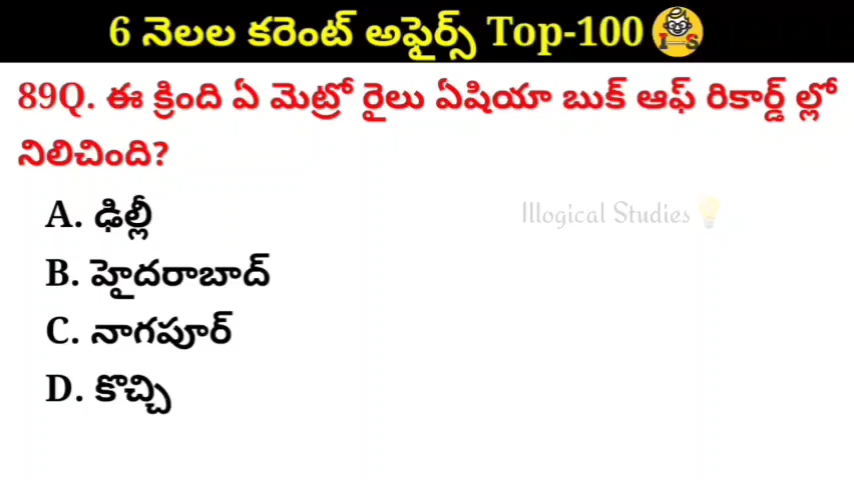 6 నెలల కరెంట్ అఫైర్స్ Top-100
I S
89Q. ఈ క్రింది ఏ మెట్రో రైలు ఏషియా బుక్ ఆఫ్ రికార్డ్ ల్లో
నిలిచింది?
A. ఢిల్లీ
Illogical Studies
B. హైదరాబాద్
C. నాగపూర్
D. కొచ్చి